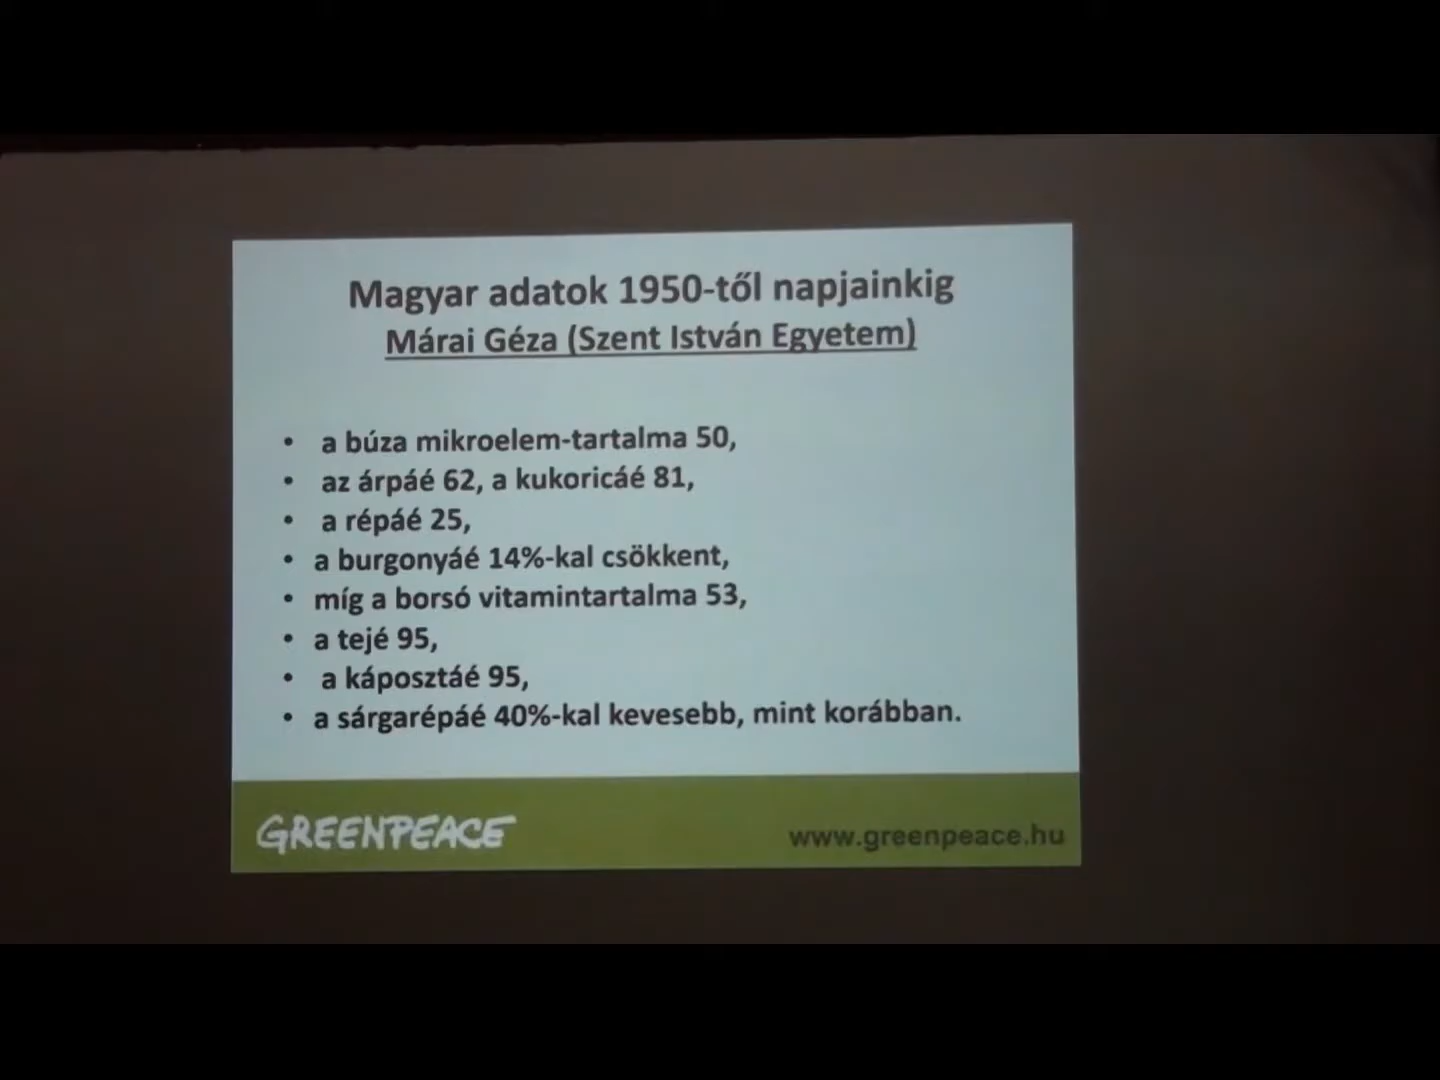 Magyar adatok 1950-től napjainkig
Márai Géza (Szent István Egyetem)
• a búza mikroelem-tartalma 50,
• az árpáé 62, a kukoricáé 81,
• a répáé 25,
• a burgonyáé 14%-kal csökkent,
• míg a borsó vitamintartalma 53,
• a tejé 95,
• a káposztáé 95,
• a sárgarépáé 40%-kal kevesebb, mint korábban.
GREENPEACE
www.greenpeace.hu